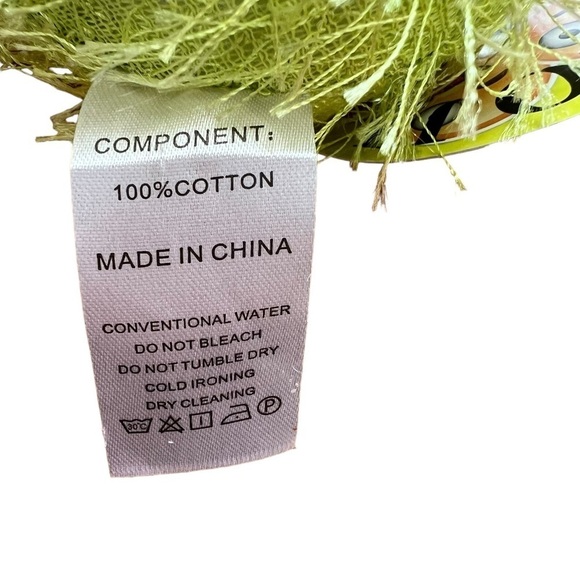 COMPONENT:
100%COTTON
MADE IN CHINA
CONVENTIONAL WATER
DO NOT BLEACH
DO NOT TUMBLE DRY
COLD IRONING
DRY CLEANING
30°C P